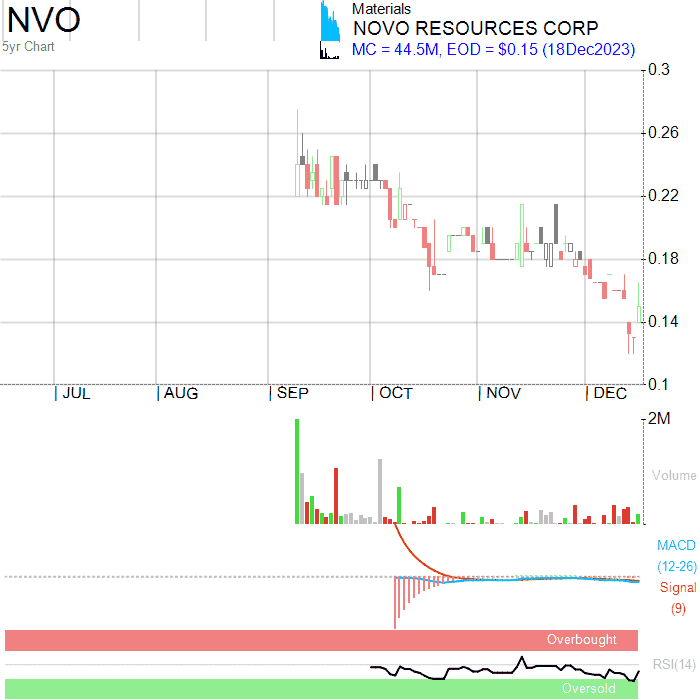 NVO
5yr Chart
Materials
NOVO RESOURCES CORP
MC = 44.5M, EOD = $0.15 (18Dec2023)
0.3
0.26
0.22
0.18
0.14
0.1
| JUL | AUG | SEP | OCT | NOV | DEC
2M
Volume
MACD
(12-26)
Signal
(9)
Overbought
RSI(14)
Oversold